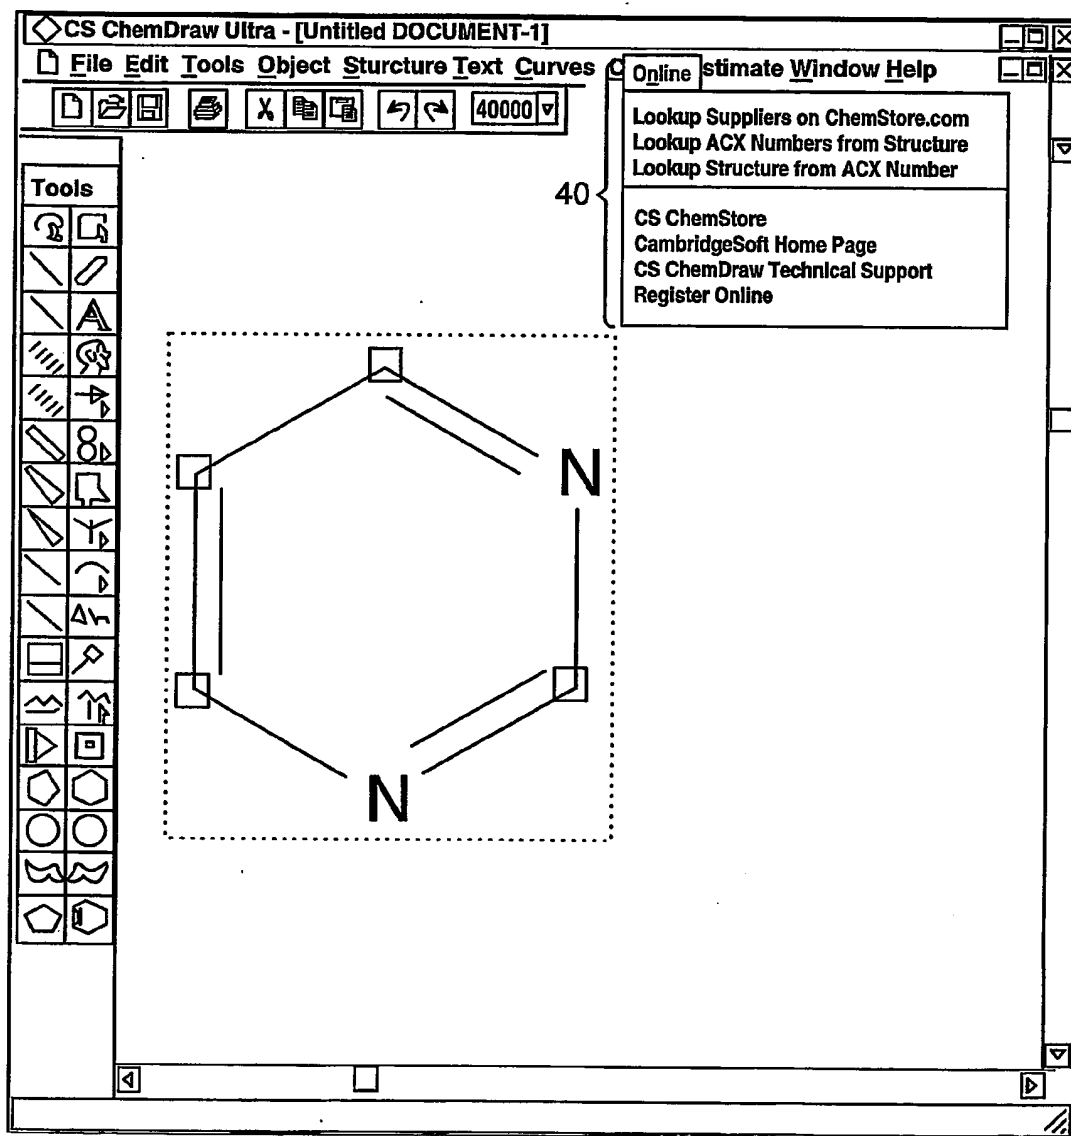 CS ChemDraw Ultra - [Untitled DOCUMENT-1]
File Edit Tools Object Sturcture Text Curves C Online stimate Window Help
40000
Lookup Suppliers on ChemStore.com
Lookup ACX Numbers from Structure
Lookup Structure from ACX Number
40
CS ChemStore
CambridgeSoft Home Page
CS ChemDraw Technical Support
Register Online
Tools
A
N
N